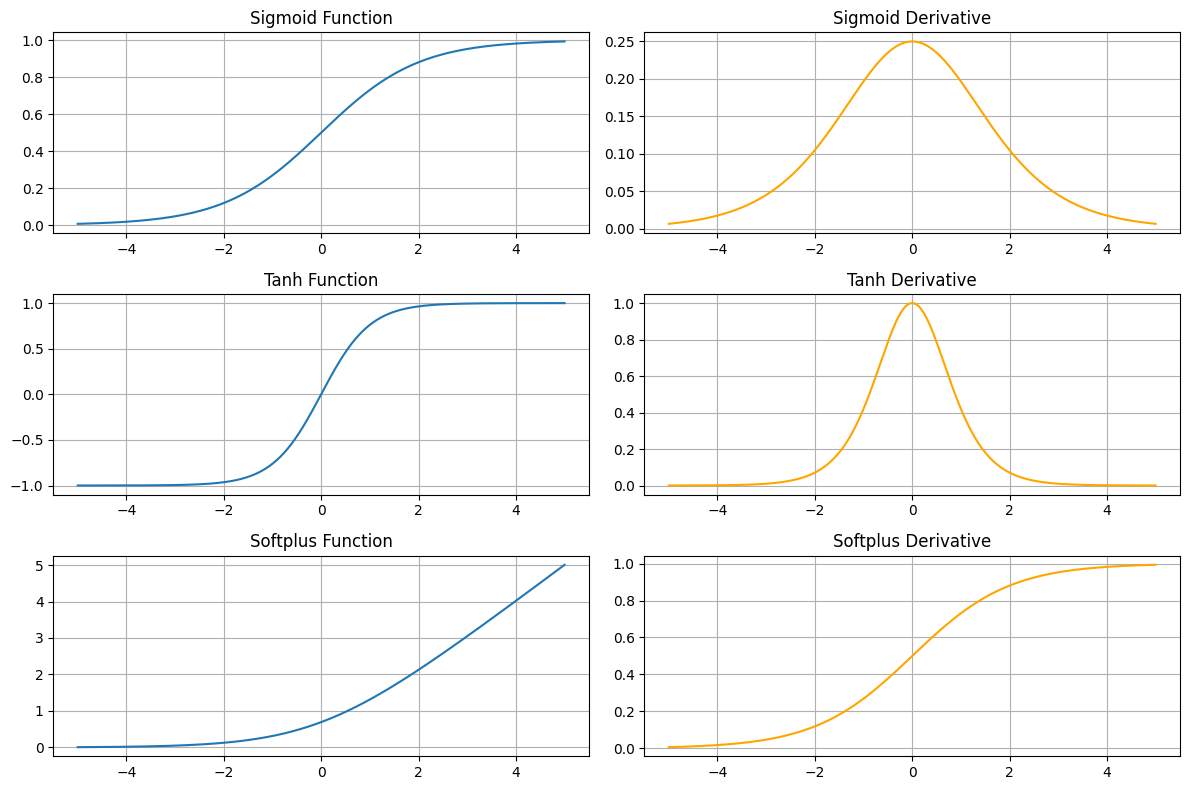 Sigmoid Function
1.0
0.8
0.6
0.4
0.2
0.0
−4 −2 0 2 4
Sigmoid Derivative
0.25
0.20
0.15
0.10
0.05
0.00
−4 −2 0 2 4
Tanh Function
1.0
0.5
0.0
−0.5
−1.0
−4 −2 0 2 4
Tanh Derivative
1.0
0.8
0.6
0.4
0.2
0.0
−4 −2 0 2 4
Softplus Function
5
4
3
2
1
0
−4 −2 0 2 4
Softplus Derivative
1.0
0.8
0.6
0.4
0.2
0.0
−4 −2 0 2 4